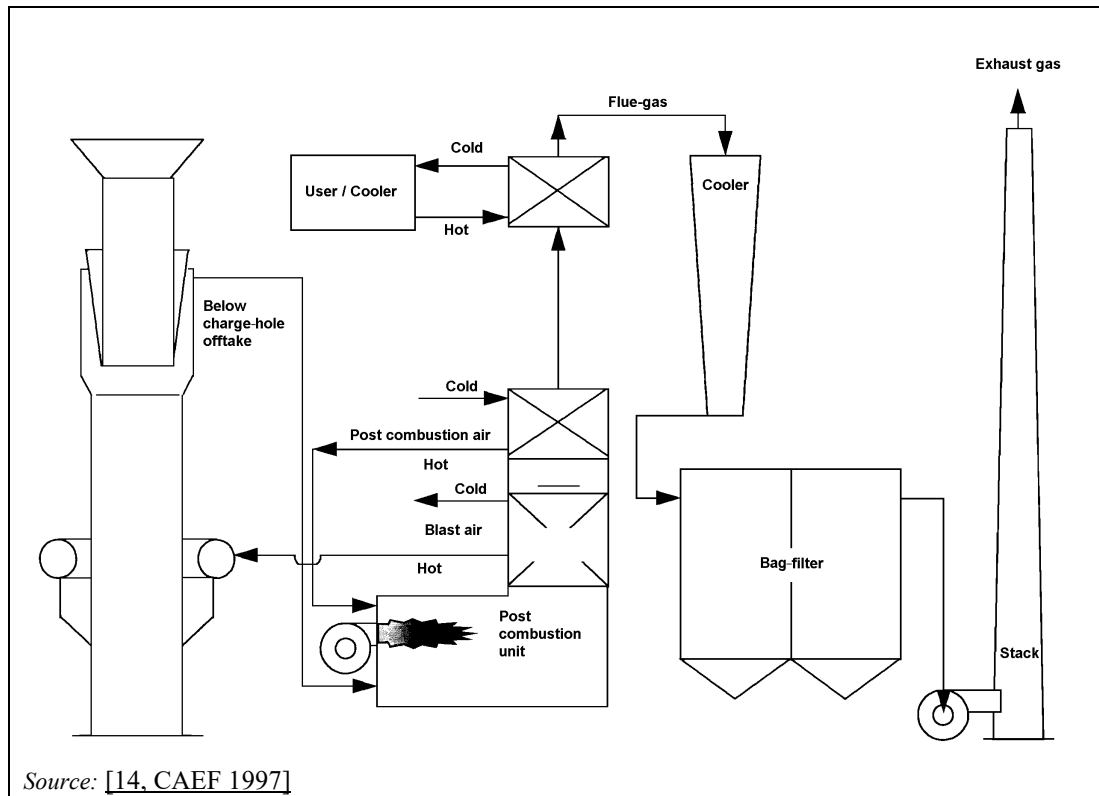 Exhaust gas
Flue-gas
Cold
User / Cooler
Hot
Cooler
Below
charge-hole
offtake
Cold
Post combustion air
Hot
Cold
Blast air
Hot
Bag-filter
Post
combustion
unit
Stack
Source: [14, CAEF 1997]